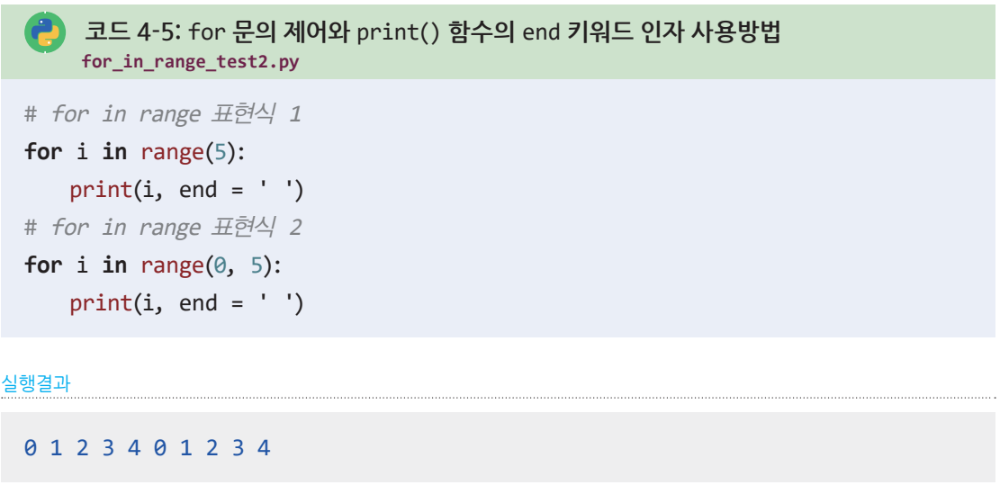 코드 4-5: for 문의 제어와 print() 함수의 end 키워드 인자 사용방법
for_in_range_test2.py
# for in range 표현식 1
for i in range(5):
    print(i, end = ' ')
# for in range 표현식 2
for i in range(0, 5):
    print(i, end = ' ')
실행결과
0 1 2 3 4 0 1 2 3 4